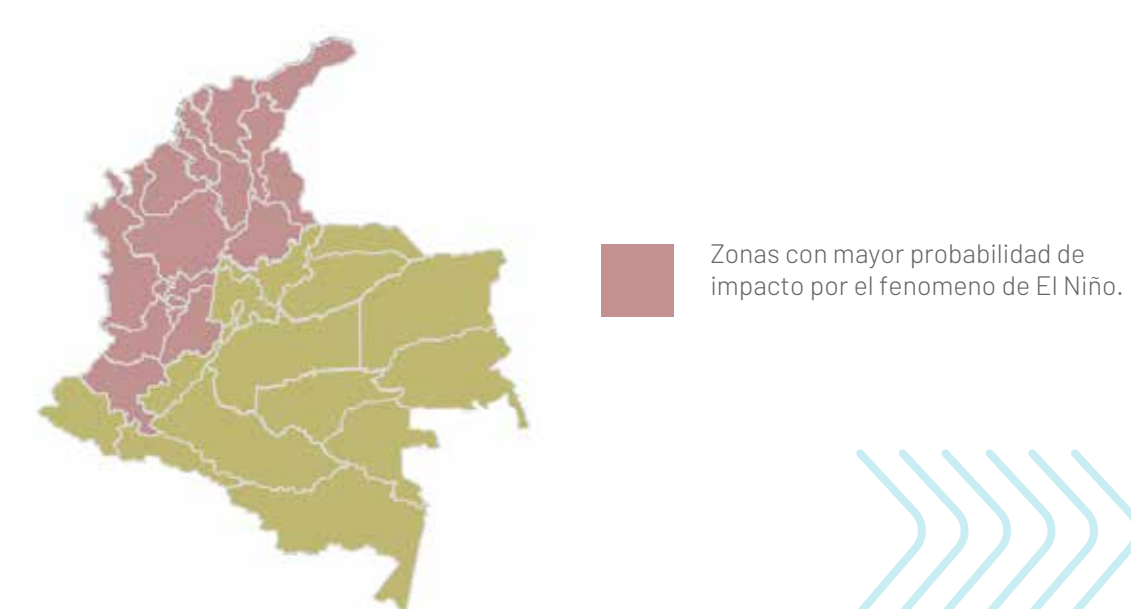 Zonas con mayor probabilidad de
impacto por el fenomeno de El Niño.